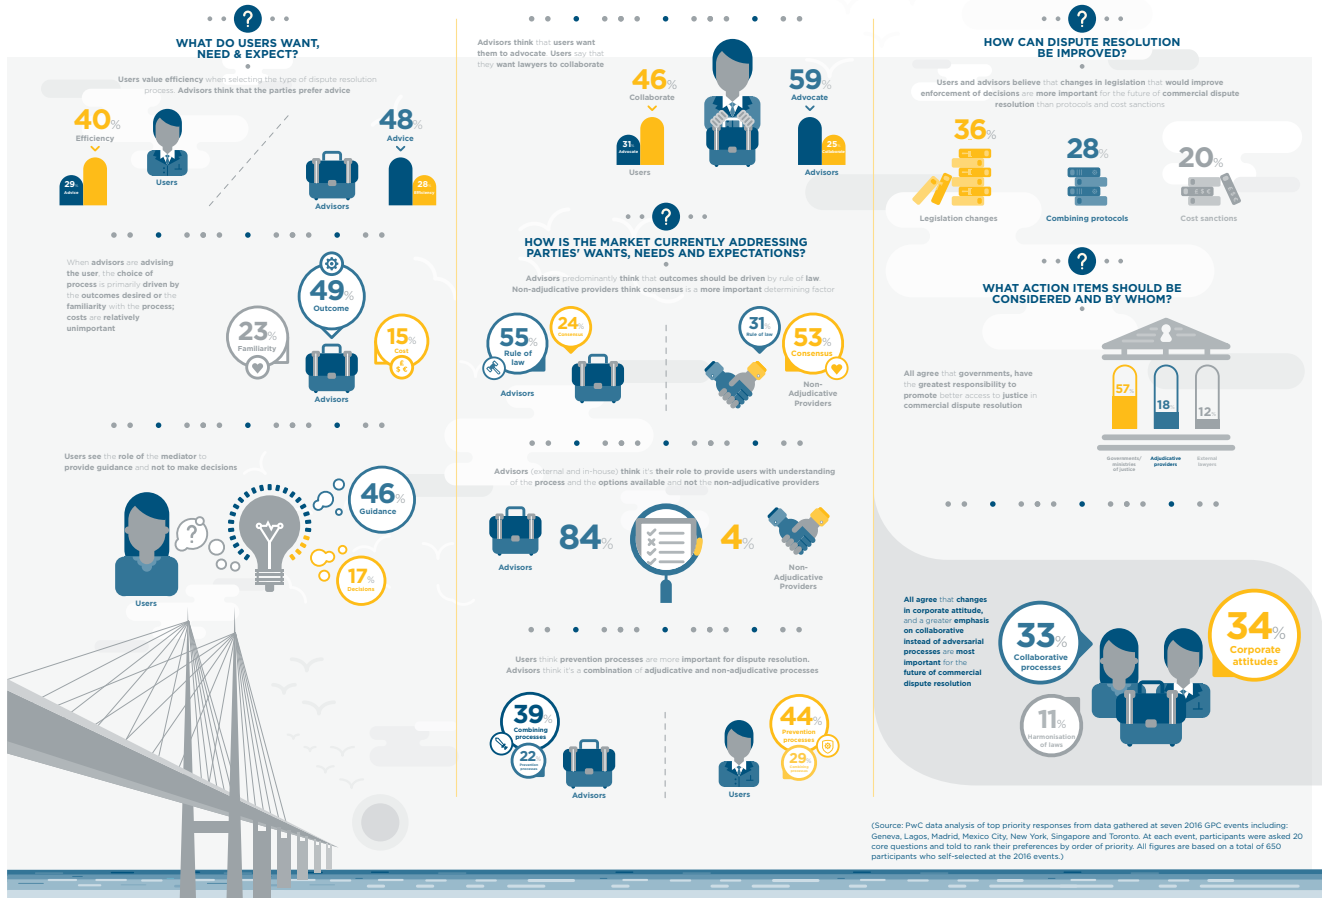 ?
WHAT DO USERS WANT,
NEED & EXPECT?
Users value efficiency when selecting the type of dispute resolution
process. Advisors think that the parties prefer advice
40%
Efficiency
29%
Advice
Users
48%
Advice
28%
Efficiency
Advisors
When advisors are advising
the user, the choice of
process is primarily driven by
the outcomes desired or the
familiarity with the process;
costs are relatively
unimportant
49%
Outcome
23%
Familiarity
15%
Cost
Advisors
Users see the role of the mediator to
provide guidance and not to make decisions
?
46%
Guidance
17%
Decisions
Users
Advisors think that users want
them to advocate. Users say that
they want lawyers to collaborate
46%
Collaborate
31%
Advocate
Users
59%
Advocate
25%
Collaborate
Advisors
?
HOW IS THE MARKET CURRENTLY ADDRESSING
PARTIES' WANTS, NEEDS AND EXPECTATIONS?
Advisors predominantly think that outcomes should be driven by rule of law.
Non-adjudicative providers think consensus is a more important determining factor
55%
Rule of
law
24%
Consensus
Advisors
31%
Rule of law
53%
Consensus
Non-
Adjudicative
Providers
Advisors (external and in-house) think it's their role to provide users with understanding
of the process and the options available and not the non-adjudicative providers
Advisors
84%
4%
Non-
Adjudicative
Providers
Users think prevention processes are more important for dispute resolution.
Advisors think it's a combination of adjudicative and non-adjudicative processes
39%
Combining
processes
22%
Prevention
processes
Advisors
44%
Prevention
processes
29%
Combining
processes
Users
?
HOW CAN DISPUTE RESOLUTION
BE IMPROVED?
Users and advisors believe that changes in legislation that would improve
enforcement of decisions are more important for the future of commercial dispute
resolution than protocols and cost sanctions
36%
Legislation changes
28%
Combining protocols
20%
Cost sanctions
?
WHAT ACTION ITEMS SHOULD BE
CONSIDERED AND BY WHOM?
All agree that governments, have
the greatest responsibility to
promote better access to justice in
commercial dispute resolution
57%
18%
12%
Governments/
ministries
of justice
Adjudicative
providers
External
lawyers
All agree that changes
in corporate attitude,
and a greater emphasis
on collaborative
instead of adversarial
processes are most
important for the
future of commercial
dispute resolution
33%
Collaborative
processes
34%
Corporate
attitudes
11%
Harmonisation
of laws
(Source: PwC data analysis of top priority responses from data gathered at seven 2016 GPC events including:
Geneva, Lagos, Madrid, Mexico City, New York, Singapore and Toronto. At each event, participants were asked 20
core questions and told to rank their preferences by order of priority. All figures are based on a total of 650
participants who self-selected at the 2016 events.)